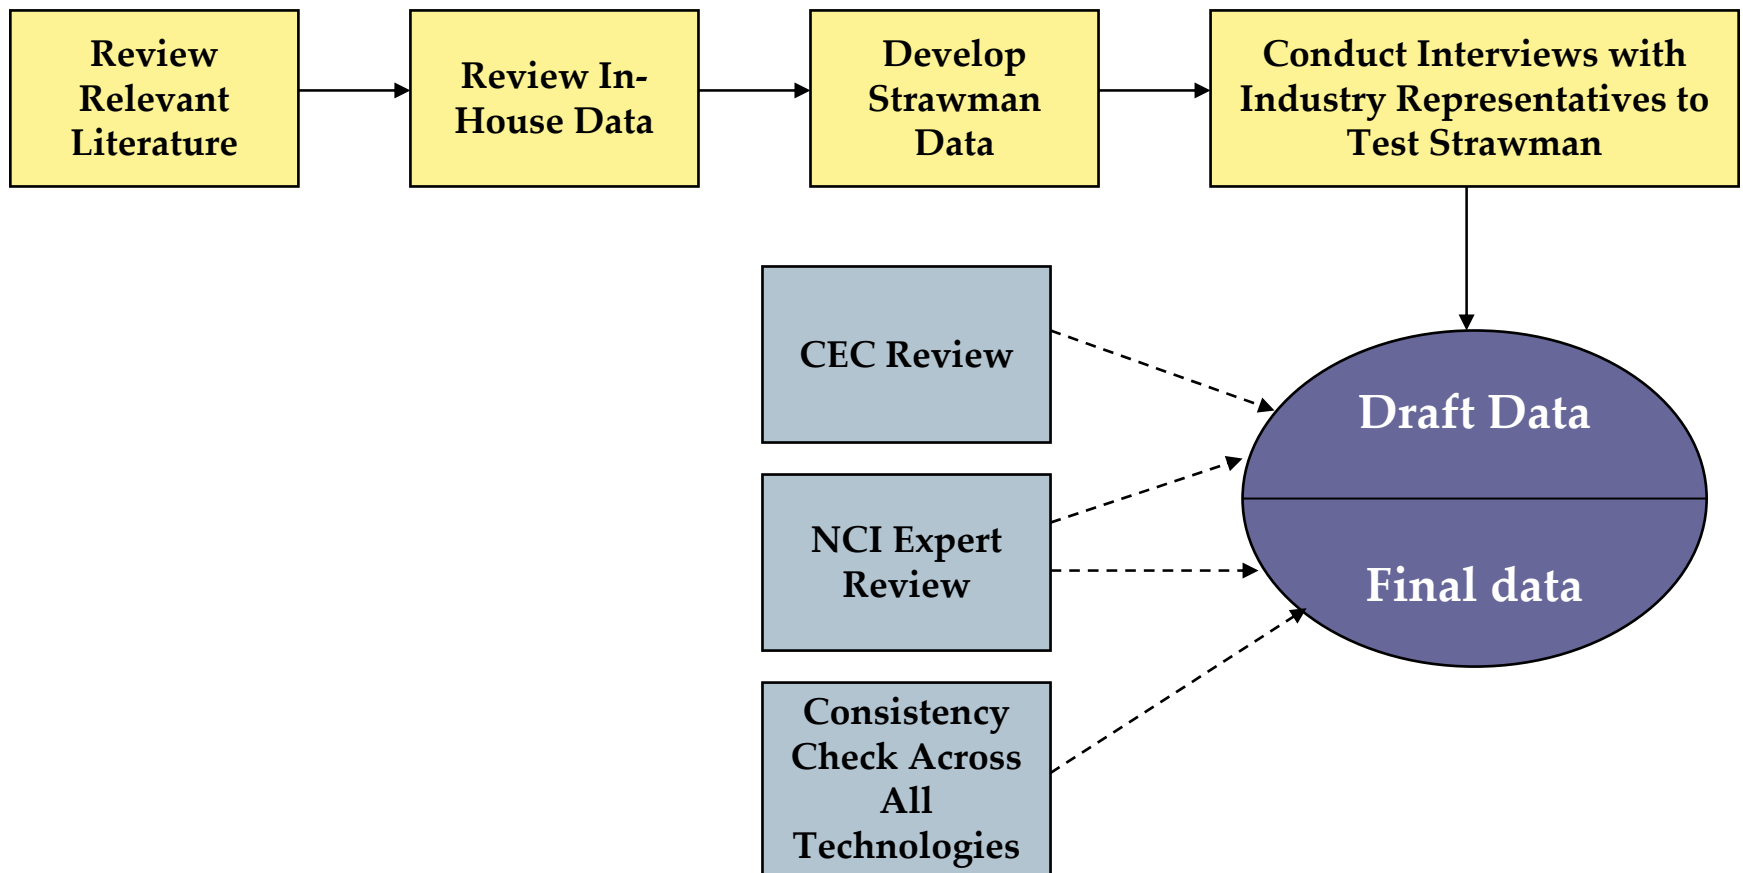 Review
Relevant
Literature
Review In-
House Data
Develop
Strawman
Data
Conduct Interviews with
Industry Representatives to
Test Strawman
CEC Review
Draft Data
NCI Expert
Review
Final data
Consistency
Check Across
All
Technologies